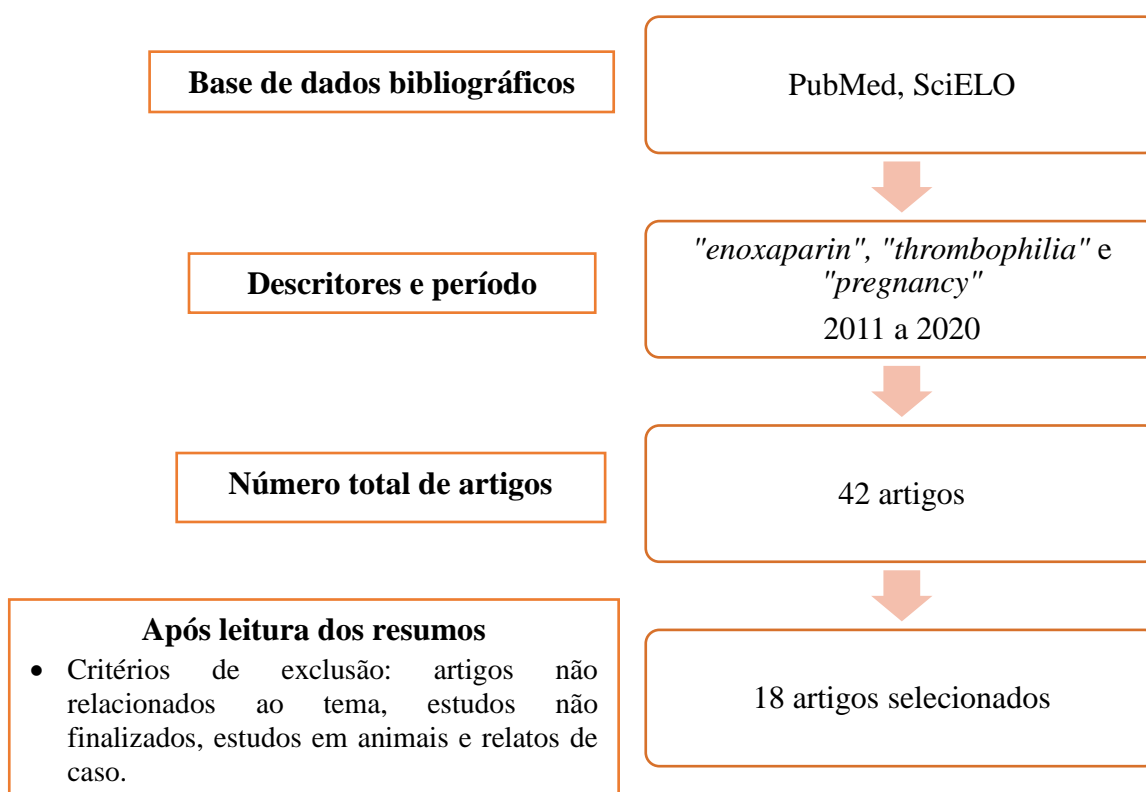 Base de dados bibliográficos
PubMed, SciELO
Descritores e período
"enoxaparin", "thrombophilia" e
"pregnancy"
2011 a 2020
Número total de artigos
42 artigos
Após leitura dos resumos
• Critérios de exclusão: artigos não
relacionados ao tema, estudos não
finalizados, estudos em animais e relatos de
caso.
18 artigos selecionados